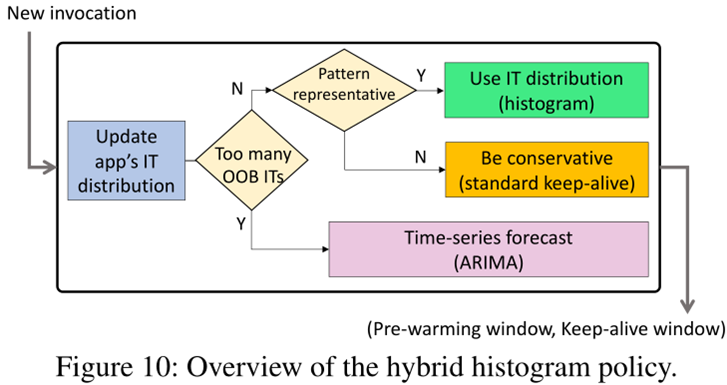 New invocation
Update
app's IT
distribution
Too many
OOB ITs
N
Y
Pattern
representative
Y
N
Use IT distribution
(histogram)
Be conservative
(standard keep-alive)
Time-series forecast
(ARIMA)
(Pre-warming window, Keep-alive window)
Figure 10: Overview of the hybrid histogram policy.